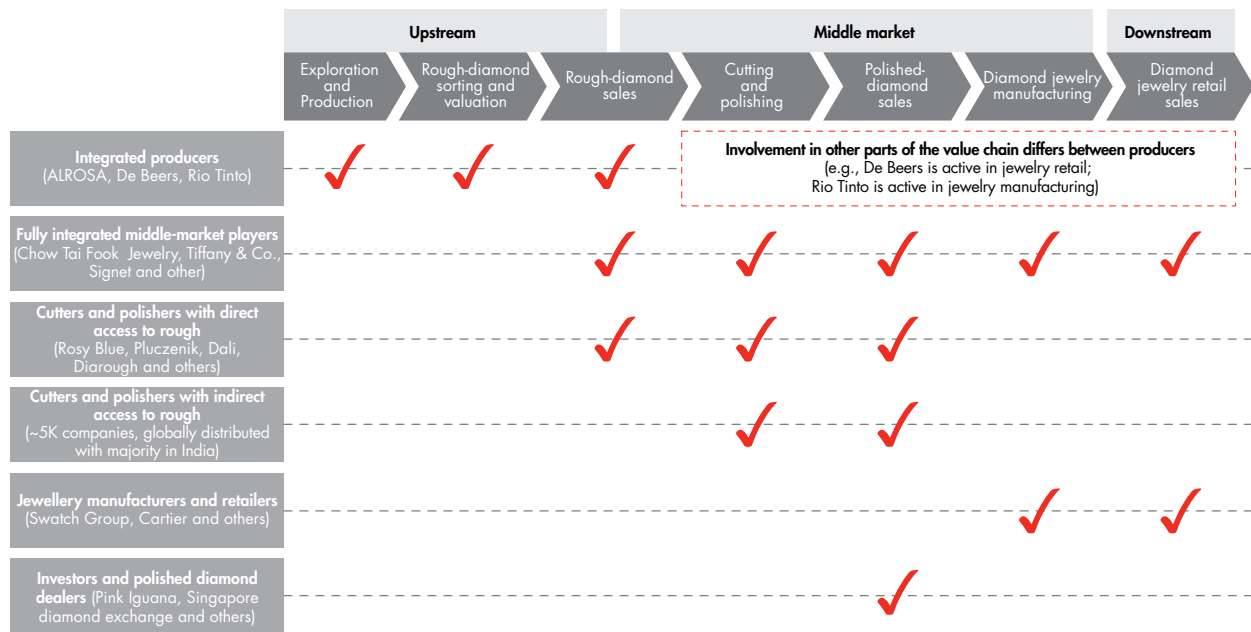 Upstream
Middle market
Downstream
Exploration
and
Production
Rough-diamond
sorting and
valuation
Rough-diamond
sales
Cutting
and
polishing
Polished-
diamond
sales
Diamond jewelry
manufacturing
Diamond
jewelry retail
sales
Integrated producers
(ALROSA, De Beers, Rio Tinto)
Involvement in other parts of the value chain differs between producers
(e.g., De Beers is active in jewelry retail;
Rio Tinto is active in jewelry manufacturing)
Fully integrated middle-market players
(Chow Tai Fook Jewelry, Tiffany & Co.,
Signet and other)
Cutters and polishers with direct
access to rough
(Rosy Blue, Pluczenik, Dali,
Diarough and others)
Cutters and polishers with indirect
access to rough
(~5K companies, globally distributed
with majority in India)
Jewellery manufacturers and retailers
(Swatch Group, Cartier and others)
Investors and polished diamond
dealers (Pink Iguana, Singapore
diamond exchange and others)